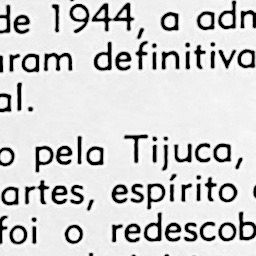 de 1944, a adm
aram definitiva
al.
o pela Tijuca,
artes, espírito
foi o redescob